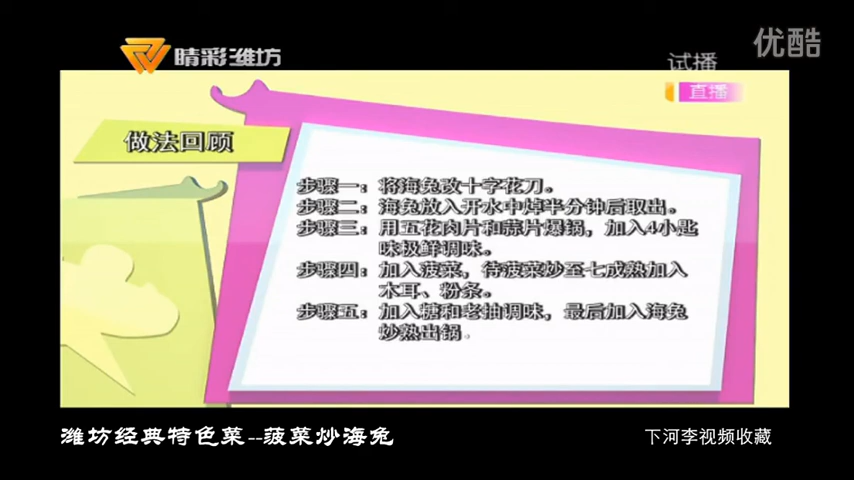 睛彩潍坊
优酷
试播
直播
做法回顾
步骤一：将海兔改十字花刀。
步骤二：海兔放入开水中焯半分钟后取出。
步骤三：用五花肉片和蒜片爆锅，加入4小匙
味极鲜调味。
步骤四：加入菠菜，待菠菜炒至七成熟加入
木耳、粉条。
步骤五：加入糖和老抽调味，最后加入海兔
炒熟出锅.
潍坊经典特色菜--菠菜炒海兔
下河李视频收藏